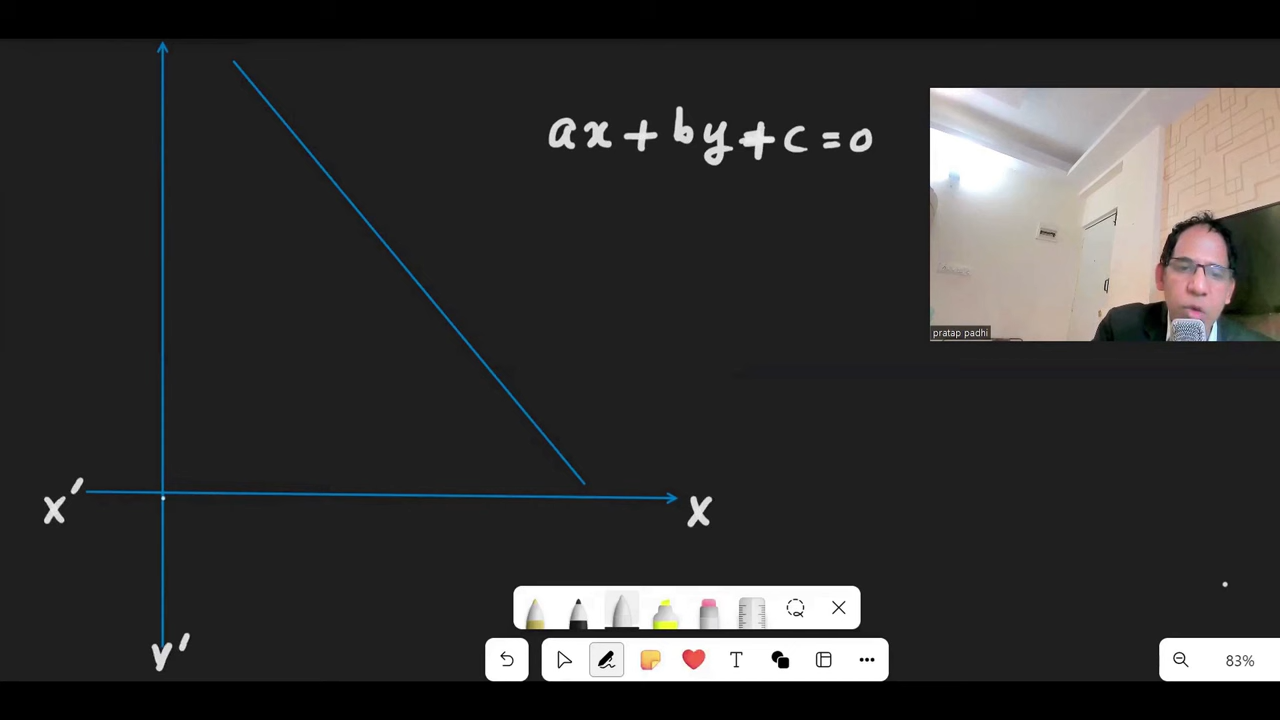 ax + by + c = 0
pratap padhi
X' X
Y'
T
83%